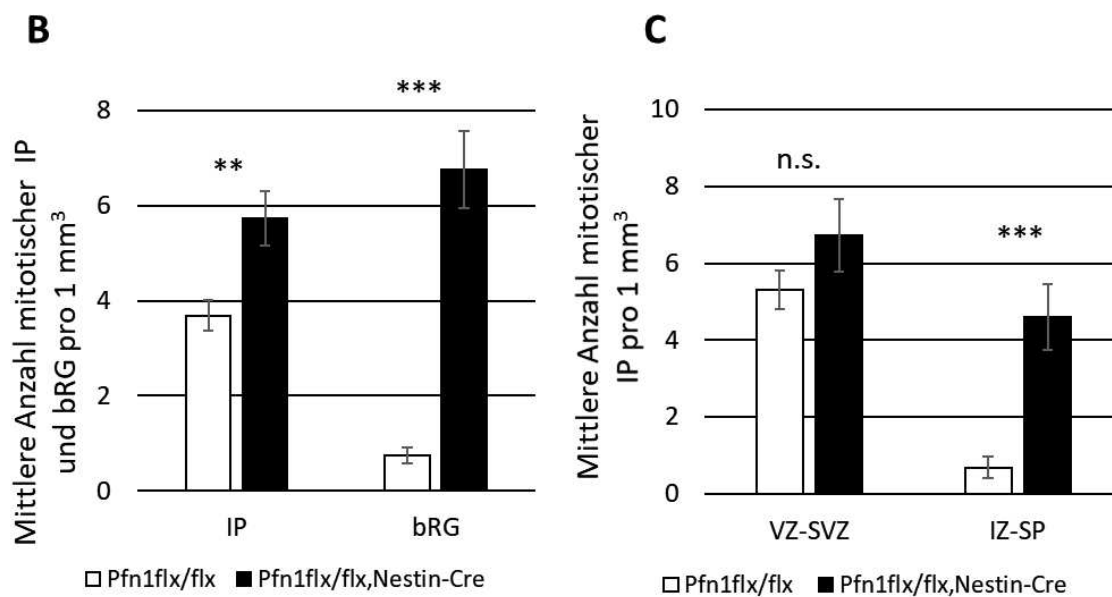 B
Mittlere Anzahl mitotischer IP
und bRG pro 1 mm³
8
6
4
2
0
**
***
IP
bRG
Pfn1flx/flx
Pfn1flx/flx,Nestin-Cre
C
Mittlere Anzahl mitotischer
IP pro 1 mm³
10
8
6
4
2
0
n.s.
***
VZ-SVZ
IZ-SP
Pfn1flx/flx
Pfn1flx/flx,Nestin-Cre